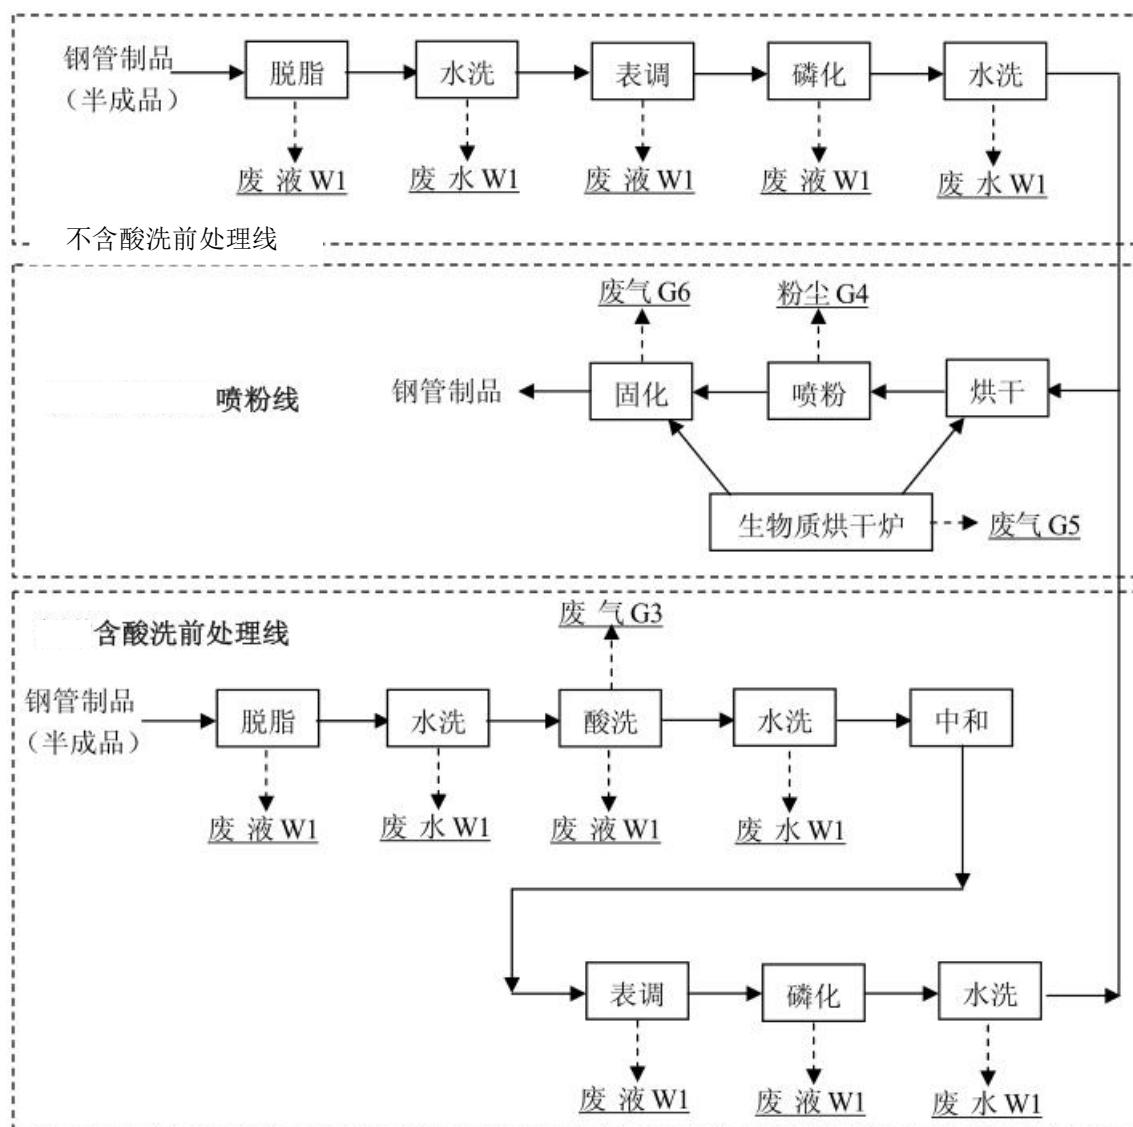 钢管制品
（半成品）
脱脂
水洗
表调
磷化
水洗
废 液 W1
废 水 W1
废 液 W1
废 液 W1
废 水 W1
不含酸洗前处理线
废气 G6
粉尘 G4
喷粉线
钢管制品
固化
喷粉
烘干
生物质烘干炉
废气 G5
含酸洗前处理线
废 气 G3
钢管制品
（半成品）
脱脂
水洗
酸洗
水洗
中和
废 液 W1
废 水 W1
废 液 W1
废 水 W1
表调
磷化
水洗
废 液 W1
废 液 W1
废 水 W1